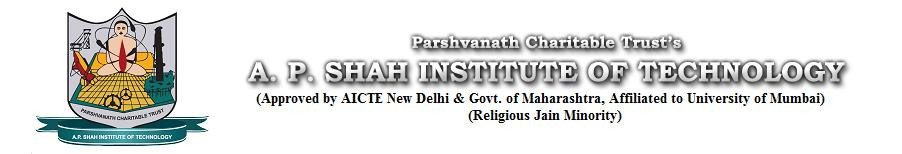 PARSHVANATH CHARITABLE TRUST
A.P. SHAH INSTITUTE OF TECHNOLOGY
Parshvanath Charitable Trust's
A. P. SHAH INSTITUTE OF TECHNOLOGY
(Approved by AICTE New Delhi & Govt. of Maharashtra, Affiliated to University of Mumbai)
(Religious Jain Minority)